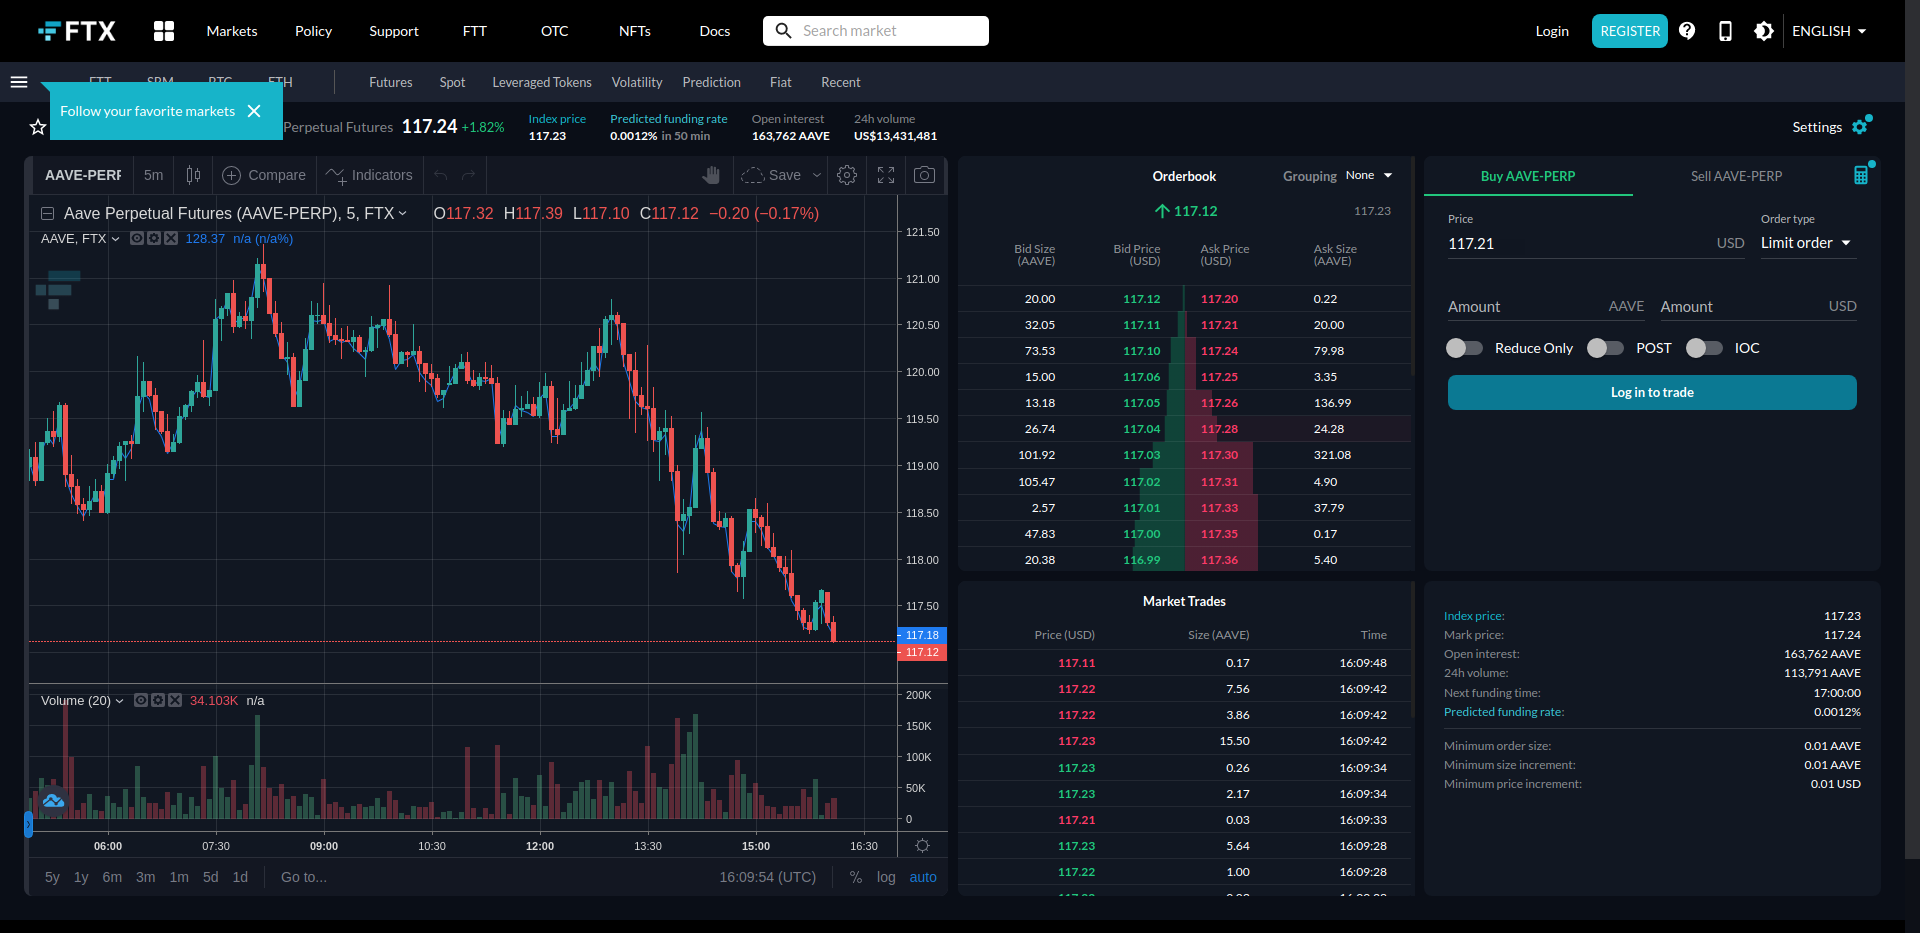 FTX Markets Policy Support FTT OTC NFTs Docs Search market Login REGISTER ENGLISH
Futures Spot Leveraged Tokens Volatility Prediction Fiat Recent
Follow your favorite markets
Perpetual Futures 117.24 +1.82%
Index price
117.23
Predicted funding rate
0.0012% in 50 min
Open interest
163,762 AAVE
24h volume
US$13,431,481
Settings
AAVE-PERP 5m Compare Indicators Save
Aave Perpetual Futures (AAVE-PERP), 5, FTX O117.32 H117.39 L117.10 C117.12 −0.20 (−0.17%)
AAVE, FTX 128.37 n/a (n/a%)
121.50
121.00
120.50
120.00
119.50
119.00
118.50
118.00
117.50
117.18
117.12
Volume (20) 34.103K n/a
200K
150K
100K
50K
0
06:00 07:30 09:00 10:30 12:00 13:30 15:00 16:30
5y 1y 6m 3m 1m 5d 1d Go to... 16:09:54 (UTC) % log auto
Orderbook Grouping None
117.12 117.23
Bid Size (AAVE) Bid Price (USD) Ask Price (USD) Ask Size (AAVE)
20.00 117.12 117.20 0.22
32.05 117.11 117.21 20.00
73.53 117.10 117.24 79.98
15.00 117.06 117.25 3.35
13.18 117.05 117.26 136.99
26.74 117.04 117.28 24.28
101.92 117.03 117.30 321.08
105.47 117.02 117.31 4.90
2.57 117.01 117.33 37.79
47.83 117.00 117.35 0.17
20.38 116.99 117.36 5.40
Market Trades
Price (USD) Size (AAVE) Time
117.11 0.17 16:09:48
117.22 7.56 16:09:42
117.22 3.86 16:09:42
117.23 15.50 16:09:42
117.23 0.26 16:09:34
117.23 2.17 16:09:34
117.21 0.03 16:09:33
117.23 5.64 16:09:28
117.22 1.00 16:09:28
Buy AAVE-PERP Sell AAVE-PERP
Price Order type
117.21 USD Limit order
Amount AAVE Amount USD
Reduce Only POST IOC
Log in to trade
Index price: 117.23
Mark price: 117.24
Open interest: 163,762 AAVE
24h volume: 113,791 AAVE
Next funding time: 17:00:00
Predicted funding rate: 0.0012%
Minimum order size: 0.01 AAVE
Minimum size increment: 0.01 AAVE
Minimum price increment: 0.01 USD